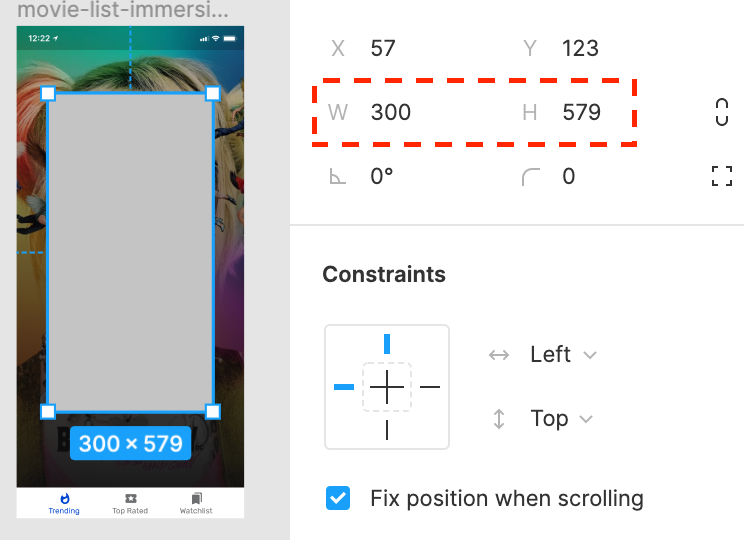 movie-list-immersi...
12:22
X 57 Y 123
W 300 H 579
0° 0
Constraints
Left
Top
300 × 579
Trending Top Rated Watchlist
Fix position when scrolling